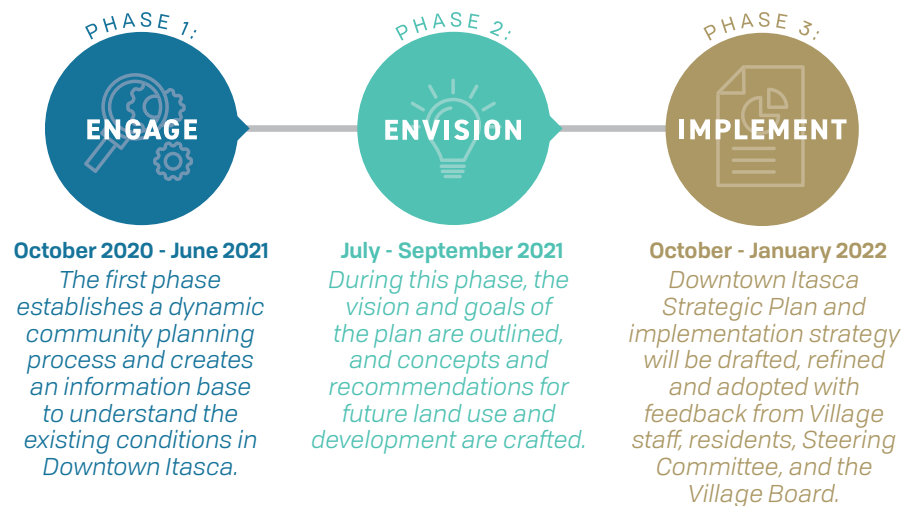 PHASE 1:
ENGAGE
October 2020 - June 2021
The first phase
establishes a dynamic
community planning
process and creates
an information base
to understand the
existing conditions in
Downtown Itasca.
PHASE 2:
ENVISION
July - September 2021
During this phase, the
vision and goals of
the plan are outlined,
and concepts and
recommendations for
future land use and
development are crafted.
PHASE 3:
IMPLEMENT
October - January 2022
Downtown Itasca
Strategic Plan and
implementation strategy
will be drafted, refined
and adopted with
feedback from Village
staff, residents, Steering
Committee, and the
Village Board.